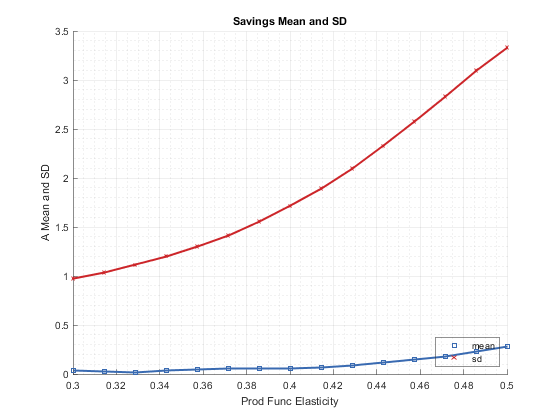 Savings Mean and SD
3.5
3
2.5
2
1.5
1
0.5
0
A Mean and SD
mean
sd
0.3 0.32 0.34 0.36 0.38 0.4 0.42 0.44 0.46 0.48 0.5
Prod Func Elasticity